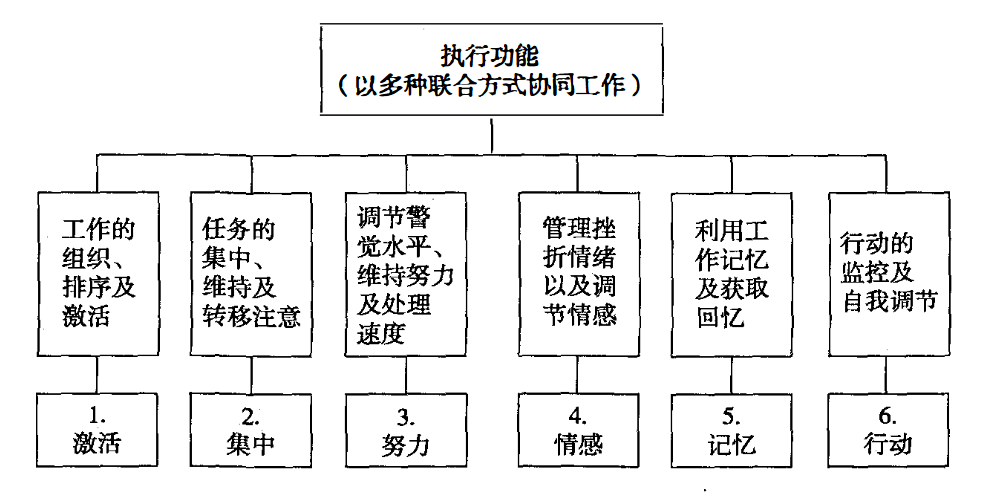 执行功能
（以多种联合方式协同工作）
工作的
组织、
排序及
激活
任务的
集中、
维持及
转移注意
调节警
觉水平、
维持努力
及处理
速度
管理挫
折情绪
以及调
节情感
利用工
作记忆
及获取
回忆
行动的
监控及
自我调节
1.
激活
2.
集中
3.
努力
4.
情感
5.
记忆
6.
行动